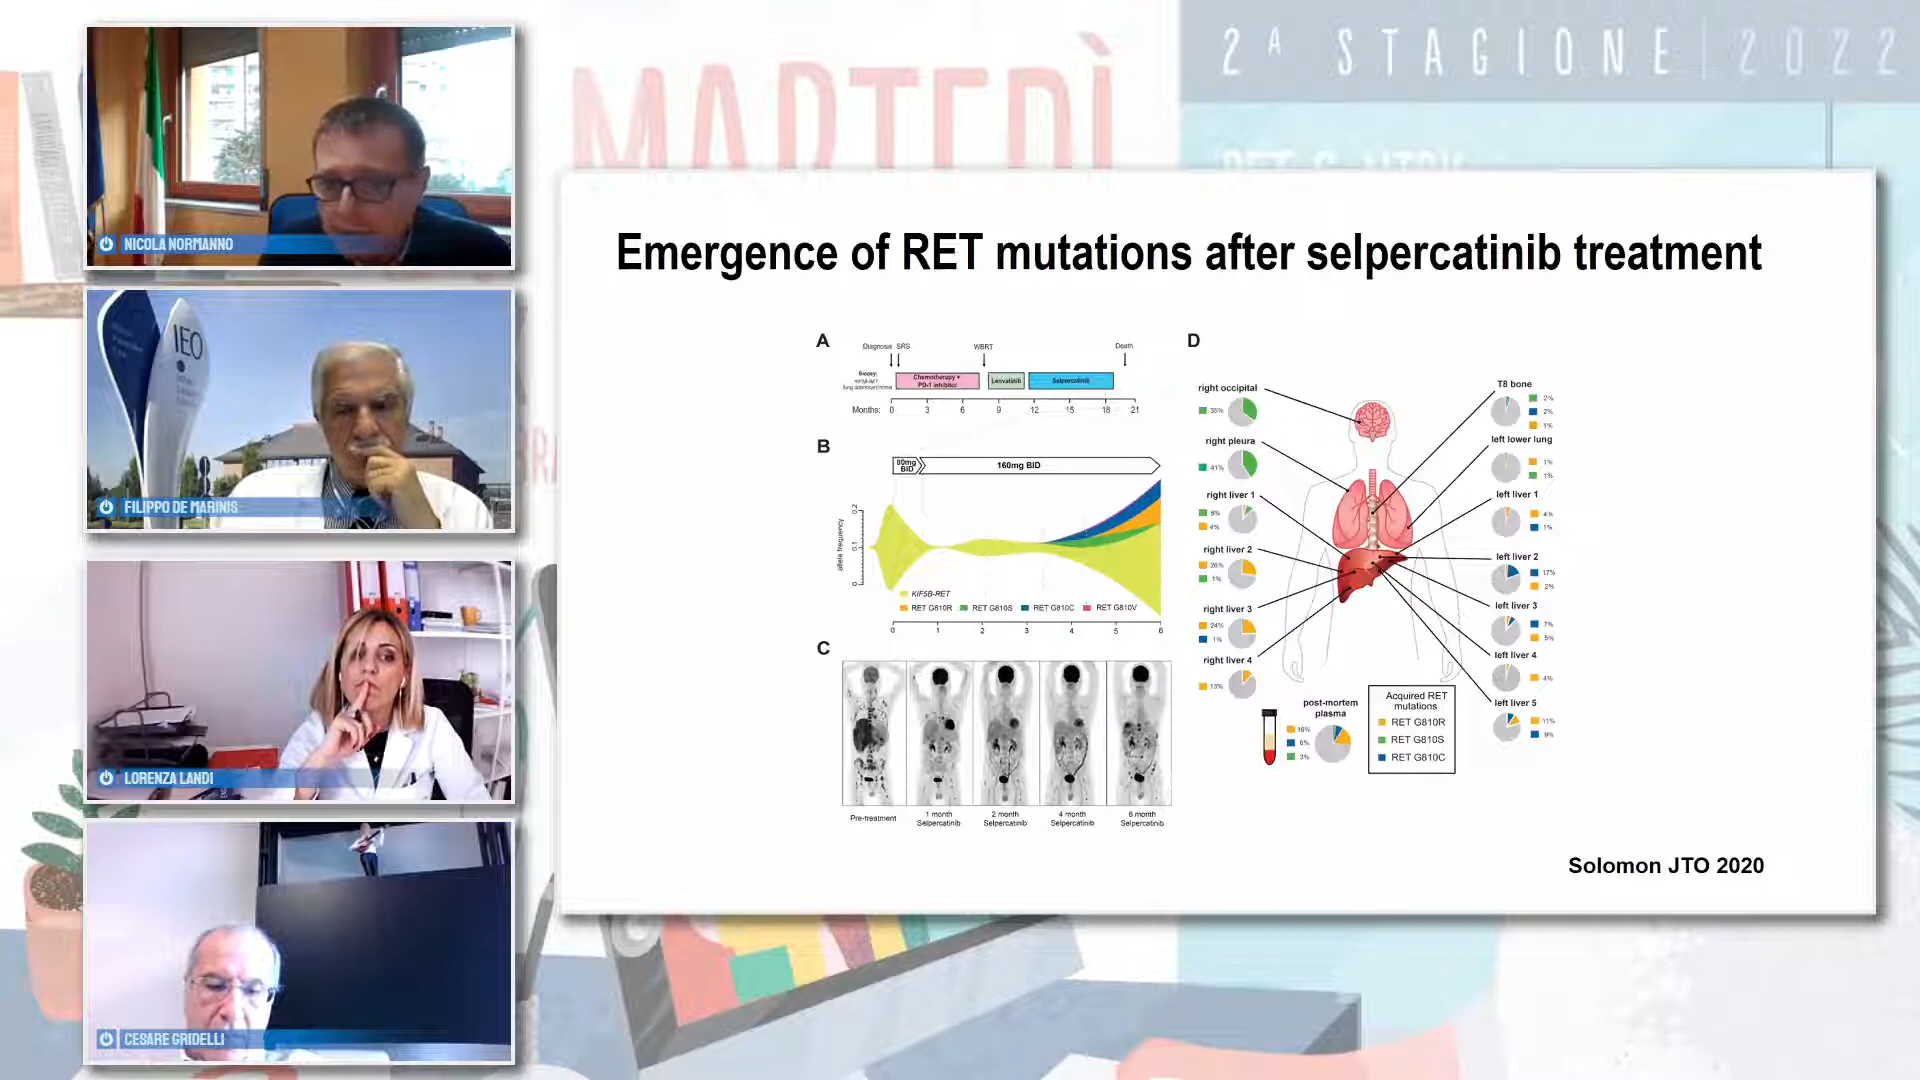 MARTEDÌ
2ᴬ STAGIONE | 2022
NICOLA NORMANNO
IEO
FILIPPO DE MARINIS
LORENZA LANDI
CESARE GRIDELLI
Emergence of RET mutations after selpercatinib treatment
A
Diagnosis SRS WBRT Death
Biopsy:
KIF5B-RET
lung adenocarcinoma
Chemotherapy +
PD-1 inhibitor
Lenvatinib
Selpercatinib
Months: 0 3 6 9 12 15 18 21
B
80mg
BID
160mg BID
allele frequency
0.2
0.1
0
KIF5B-RET
RET G810R RET G810S RET G810C RET G810V
0 1 2 3 4 5 6
C
Pre-treatment
1 month
Selpercatinib
2 month
Selpercatinib
4 month
Selpercatinib
6 month
Selpercatinib
D
right occipital
35%
right pleura
41%
right liver 1
6%
4%
right liver 2
26%
1%
right liver 3
24%
1%
right liver 4
13%
T8 bone
2%
2%
1%
left lower lung
1%
1%
left liver 1
4%
1%
left liver 2
17%
2%
left liver 3
7%
5%
left liver 4
4%
left liver 5
11%
9%
post-mortem
plasma
16%
6%
3%
Acquired RET
mutations
RET G810R
RET G810S
RET G810C
Solomon JTO 2020